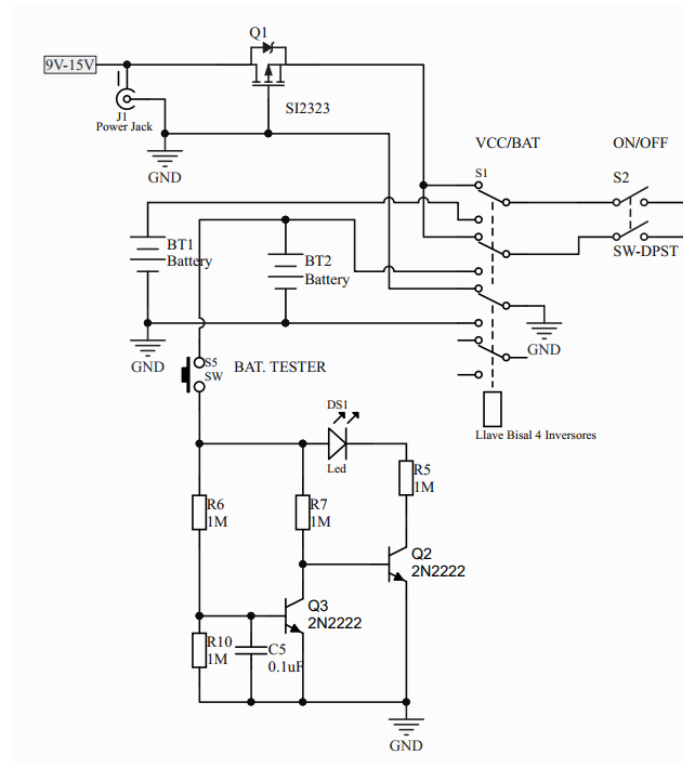 Q1
9V-15V
SI2323
J1
Power Jack
GND
VCC/BAT
ON/OFF
S1
S2
BT1
Battery
BT2
Battery
SW-DPST
GND
GND
S5
SW
BAT. TESTER
DS1
Led
Llave Bisal 4 Inversores
R5
1M
R6
1M
R7
1M
Q2
2N2222
Q3
2N2222
R10
1M
C5
0.1uF
GND